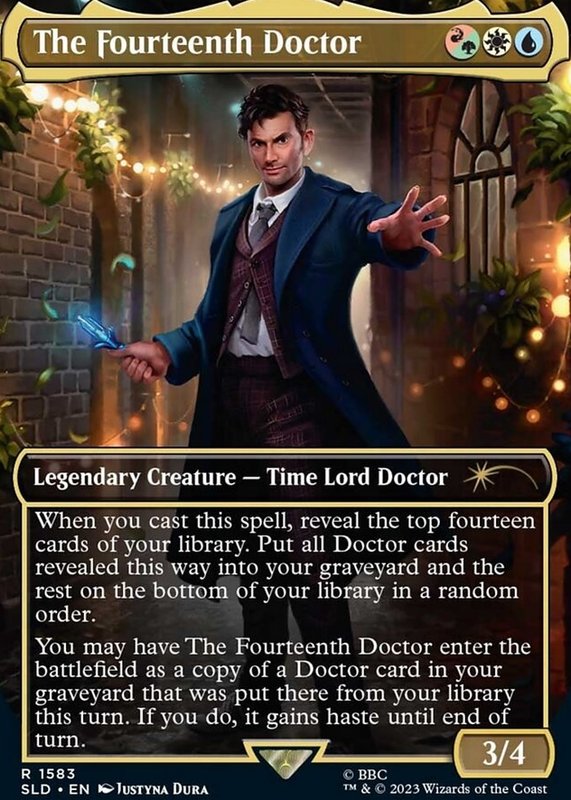 The Fourteenth Doctor
Legendary Creature — Time Lord Doctor
When you cast this spell, reveal the top fourteen
cards of your library. Put all Doctor cards
revealed this way into your graveyard and the
rest on the bottom of your library in a random
order.
You may have The Fourteenth Doctor enter the
battlefield as a copy of a Doctor card in your
graveyard that was put there from your library
this turn. If you do, it gains haste until end of
turn.
3/4
R 1583
SLD • EN Justyna Dura
© BBC
™ & © 2023 Wizards of the Coast